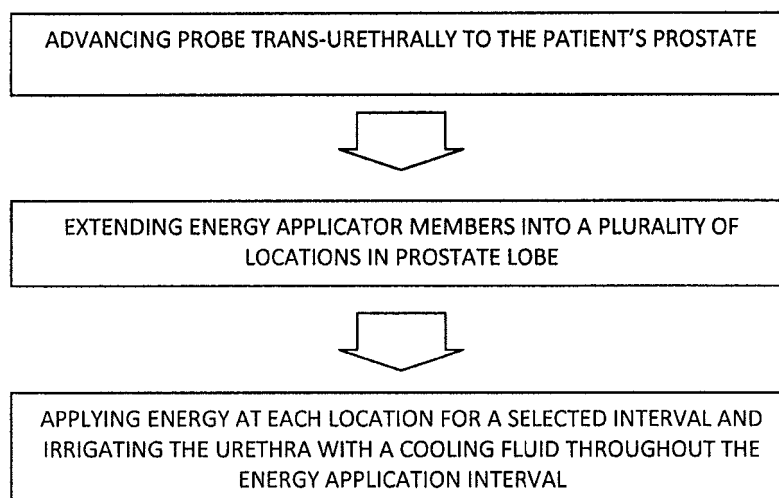 ADVANCING PROBE TRANS-URETHRALLY TO THE PATIENT'S PROSTATE
EXTENDING ENERGY APPLICATOR MEMBERS INTO A PLURALITY OF
LOCATIONS IN PROSTATE LOBE
APPLYING ENERGY AT EACH LOCATION FOR A SELECTED INTERVAL AND
IRRIGATING THE URETHRA WITH A COOLING FLUID THROUGHOUT THE
ENERGY APPLICATION INTERVAL